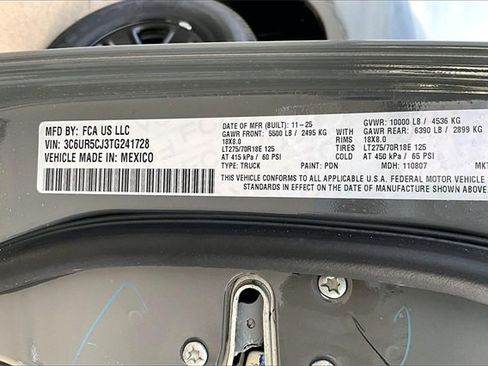 MFD BY: FCA US LLC
VIN: 3C6UR5CJ3TG241728
VEHICLE MADE IN: MEXICO
DATE OF MFR (BUILT): 11-25 GVWR: 10000 LB / 4536 KG
GAWR FRONT: 5500 LB / 2495 KG GAWR REAR: 6390 LB / 2899 KG
18X8.0 18X8.0
LT275/70R18E 125 TIRES LT275/70R18E 125
AT 415 kPa / 60 PSI COLD AT 450 kPa / 65 PSI
TYPE: TRUCK PAINT: PDN MDH: 110807 MKT
THIS VEHICLE CONFORMS TO ALL APPLICABLE U.S.A. FEDERAL MOTOR VEHICLE
STANDARDS IN EFFECT ON THE DATE OF MANUFACTURE SHOWN ABOVE.